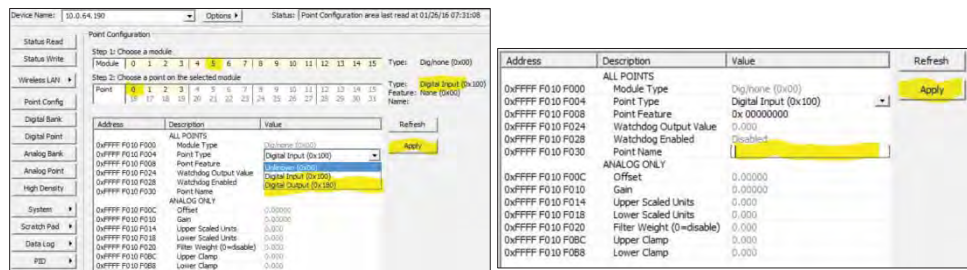 Device Name: 10.0.64.190 Options Status: Point Configuration area last read at 01/26/16 07:31:08
Status Read
Status Write
Wireless LAN
Point Config
Digital Bank
Digital Point
Analog Bank
Analog Point
High Density
System
Scratch Pad
Data Log
PID
Point Configuration
Step 1: Choose a module
Module 0 1 2 3 4 5 6 7 8 9 10 11 12 13 14 15 Type: Dig/none (0x00)
Step 2: Choose a point on the selected module
Point 0 1 2 3 4 5 6 7 8 9 10 11 12 13 14 15
16 17 18 19 20 21 22 23 24 25 26 27 28 29 30 31
Type: Digital Input (0x100)
Feature: None (0x00)
Name:
Address Description Value Refresh
ALL POINTS
0xFFFF F010 F000 Module Type Dig/none (0x00) Apply
0xFFFF F010 F004 Point Type Digital Input (0x100)
0xFFFF F010 F008 Point Feature Unknown (0x00)
0xFFFF F010 F024 Watchdog Output Value Digital Input (0x100)
0xFFFF F010 F028 Watchdog Enabled Digital Output (0x180)
0xFFFF F010 F030 Point Name
ANALOG ONLY
0xFFFF F010 F00C Offset 0.00000
0xFFFF F010 F010 Gain 0.00000
0xFFFF F010 F014 Upper Scaled Units 0.000
0xFFFF F010 F018 Lower Scaled Units 0.000
0xFFFF F010 F020 Filter Weight (0=disable) 0.000
0xFFFF F010 F0BC Upper Clamp 0.000
0xFFFF F010 F0B8 Lower Clamp 0.000
Address Description Value Refresh
ALL POINTS
0xFFFF F010 F000 Module Type Dig/none (0x00) Apply
0xFFFF F010 F004 Point Type Digital Input (0x100)
0xFFFF F010 F008 Point Feature 0x 00000000
0xFFFF F010 F024 Watchdog Output Value 0.000
0xFFFF F010 F028 Watchdog Enabled Disabled
0xFFFF F010 F030 Point Name
ANALOG ONLY
0xFFFF F010 F00C Offset 0.00000
0xFFFF F010 F010 Gain 0.00000
0xFFFF F010 F014 Upper Scaled Units 0.000
0xFFFF F010 F018 Lower Scaled Units 0.000
0xFFFF F010 F020 Filter Weight (0=disable) 0.000
0xFFFF F010 F0BC Upper Clamp 0.000
0xFFFF F010 F0B8 Lower Clamp 0.000